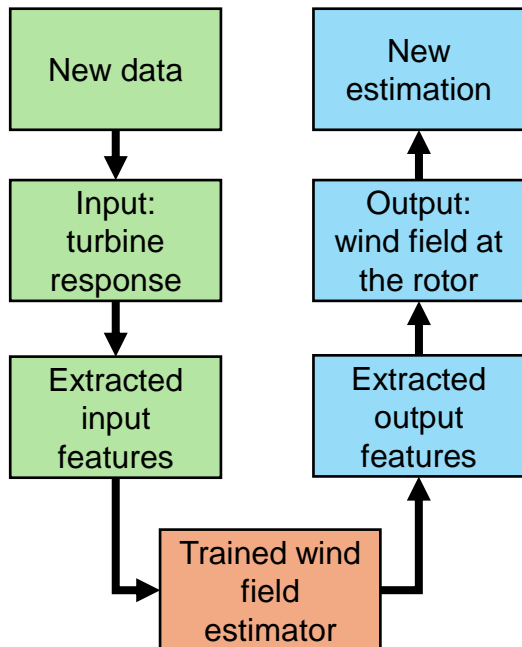 New data
Input:
turbine
response
Extracted
input
features
Trained wind
field
estimator
Extracted
output
features
Output:
wind field at
the rotor
New
estimation